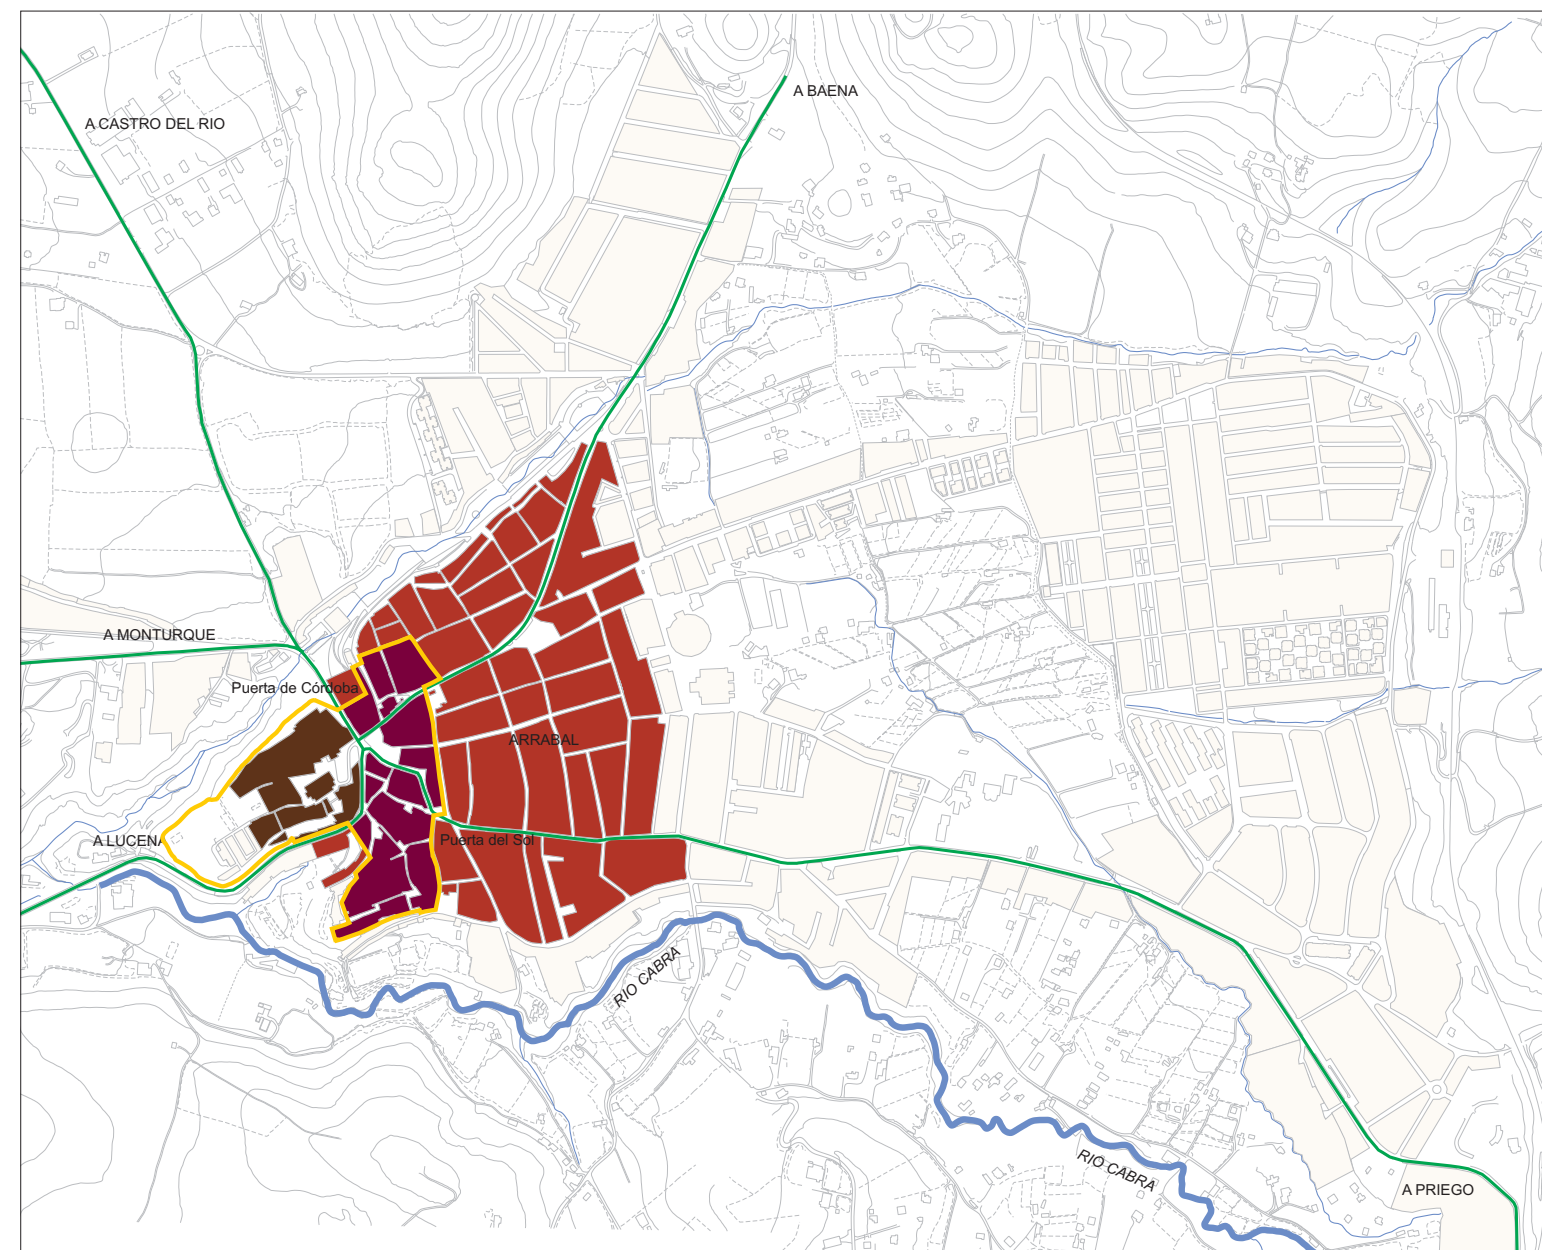 A BAENA
A CASTRO DEL RIO
A MONTURQUE
Puerta de Córdoba
ARRABAL
A LUCENA
Puerta del Sol
RIO CABRA
RIO CABRA
A PRIEGO